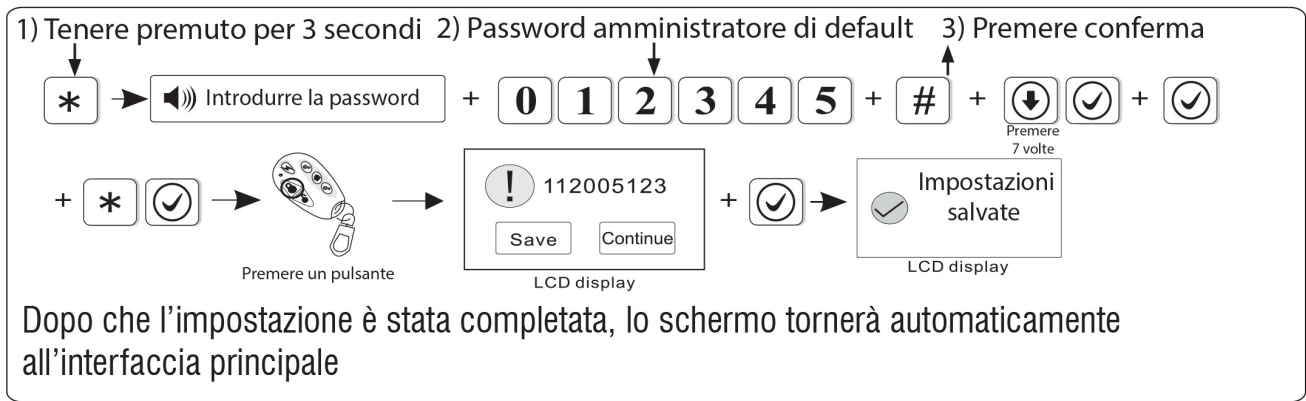 1) Tenere premuto per 3 secondi 2) Password amministratore di default 3) Premere conferma
* Introdurre la password + 0 1 2 3 4 5 + # + +
Premere
7 volte
+ *
! 112005123
Save Continue
+
Impostazioni
salvate
Premere un pulsante
LCD display
LCD display
Dopo che l'impostazione è stata completata, lo schermo tornerà automaticamente
all'interfaccia principale